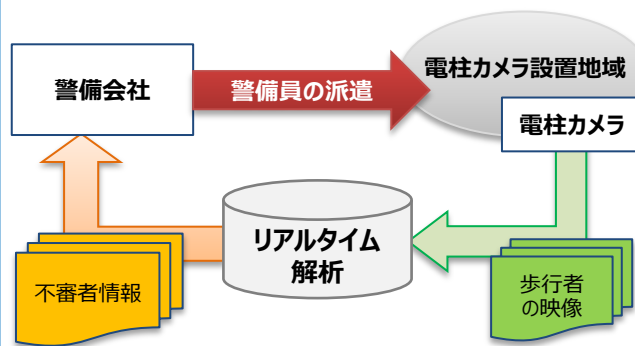 警備会社
警備員の派遣
電柱カメラ設置地域
電柱カメラ
リアルタイム
解析
不審者情報
歩行者
の映像